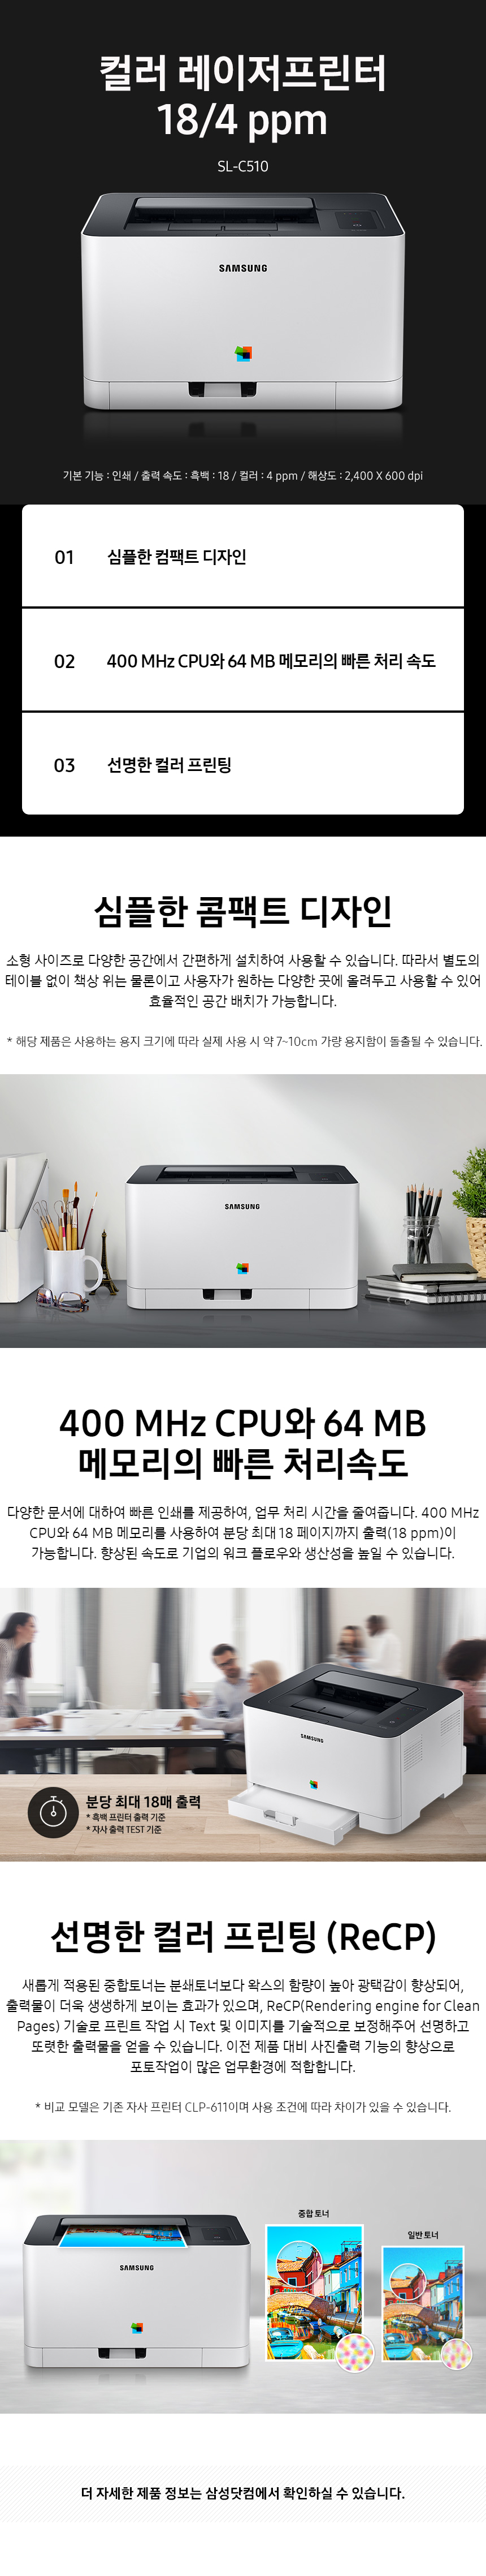 컬러 레이저프린터
18/4 ppm
SL-C510
SAMSUNG
기본 기능 : 인쇄 / 출력 속도 : 흑백 : 18 / 컬러 : 4 ppm / 해상도 : 2,400 X 600 dpi
01 심플한 컴팩트 디자인
02 400 MHz CPU와 64 MB 메모리의 빠른 처리 속도
03 선명한 컬러 프린팅
심플한 콤팩트 디자인
소형 사이즈로 다양한 공간에서 간편하게 설치하여 사용할 수 있습니다. 따라서 별도의
테이블 없이 책상 위는 물론이고 사용자가 원하는 다양한 곳에 올려두고 사용할 수 있어
효율적인 공간 배치가 가능합니다.
* 해당 제품은 사용하는 용지 크기에 따라 실제 사용 시 약 7~10cm 가량 용지함이 돌출될 수 있습니다.
SAMSUNG
400 MHz CPU와 64 MB
메모리의 빠른 처리속도
다양한 문서에 대하여 빠른 인쇄를 제공하여, 업무 처리 시간을 줄여줍니다. 400 MHz
CPU와 64 MB 메모리를 사용하여 분당 최대 18 페이지까지 출력(18 ppm)이
가능합니다. 향상된 속도로 기업의 워크 플로우와 생산성을 높일 수 있습니다.
SAMSUNG
분당 최대 18매 출력
* 흑백 프린터 출력 기준
* 자사 출력 TEST 기준
선명한 컬러 프린팅 (ReCP)
새롭게 적용된 중합토너는 분쇄토너보다 왁스의 함량이 높아 광택감이 향상되어,
출력물이 더욱 생생하게 보이는 효과가 있으며, ReCP(Rendering engine for Clean
Pages) 기술로 프린트 작업 시 Text 및 이미지를 기술적으로 보정해주어 선명하고
또렷한 출력물을 얻을 수 있습니다. 이전 제품 대비 사진출력 기능의 향상으로
포토작업이 많은 업무환경에 적합합니다.
* 비교 모델은 기존 자사 프린터 CLP-611이며 사용 조건에 따라 차이가 있을 수 있습니다.
중합 토너
일반 토너
SAMSUNG
더 자세한 제품 정보는 삼성닷컴에서 확인하실 수 있습니다.